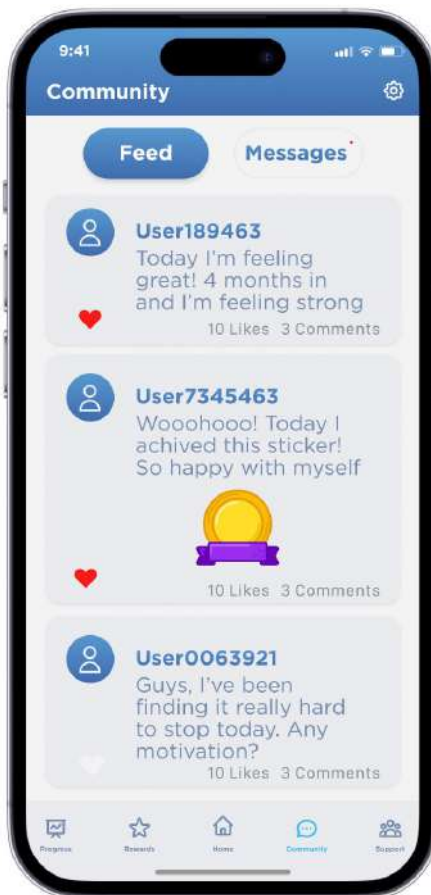 9:41
Community
Feed
Messages
User189463
Today I'm feeling
great! 4 months in
and I'm feeling strong
10 Likes 3 Comments
User7345463
Wooohooo! Today I
achived this sticker!
So happy with myself
10 Likes 3 Comments
User0063921
Guys, I've been
finding it really hard
to stop today. Any
motivation?
10 Likes 3 Comments
Progress Rewards Home Community Support